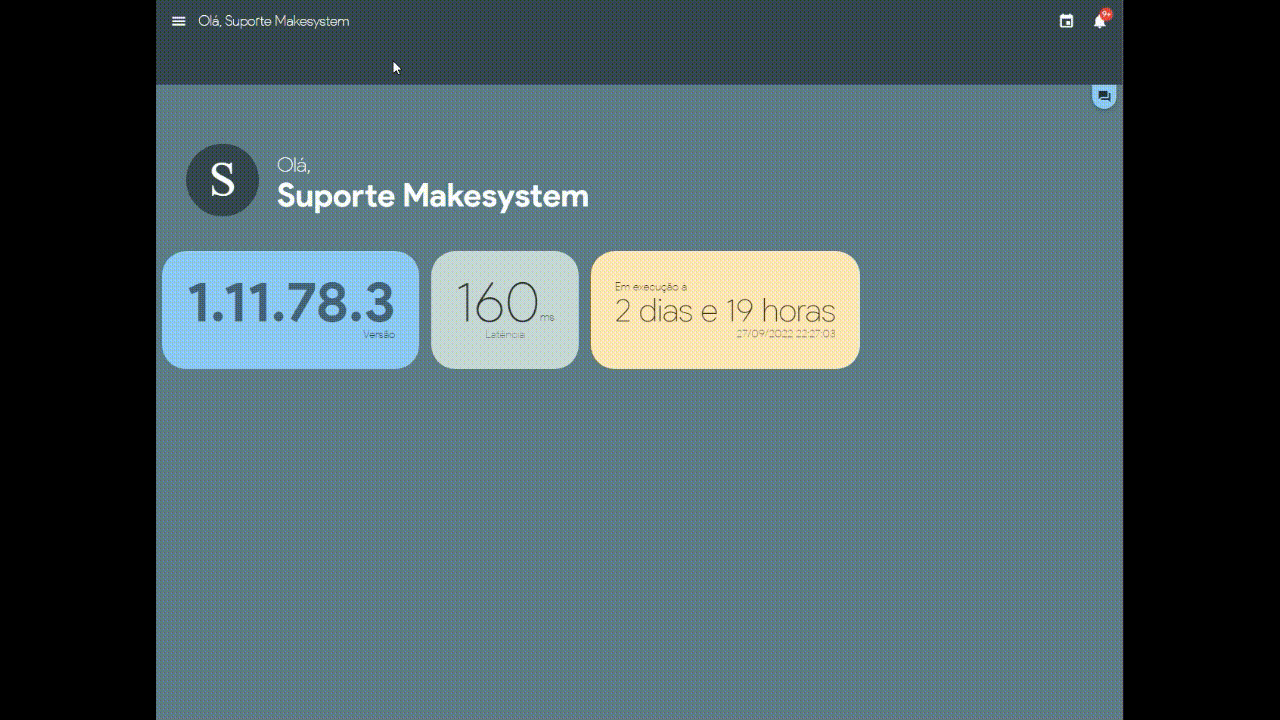 Olá, Suporte Makesystem
9+
S
Olá,
Suporte Makesystem
1.11.78.3
Versão
160 ms
Latência
Em execução a
2 dias e 19 horas
27/09/2022 22:27:03